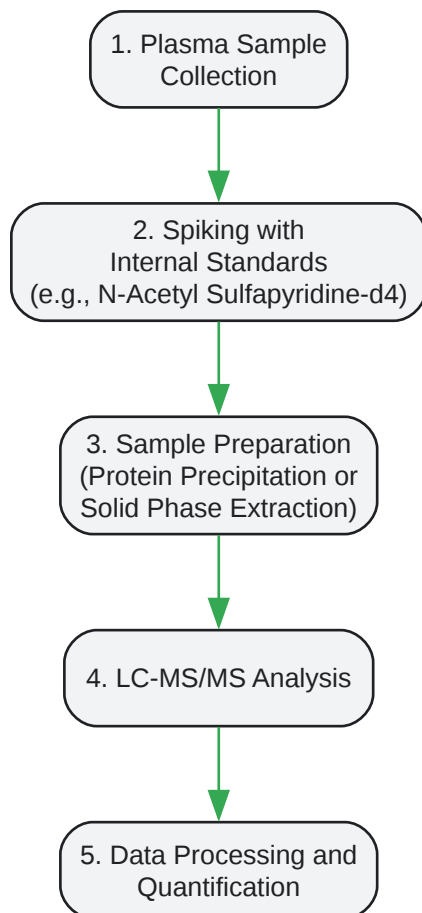 1. Plasma Sample
Collection
2. Spiking with
Internal Standards
(e.g., N-Acetyl Sulfapyridine-d4)
3. Sample Preparation
(Protein Precipitation or
Solid Phase Extraction)
4. LC-MS/MS Analysis
5. Data Processing and
Quantification